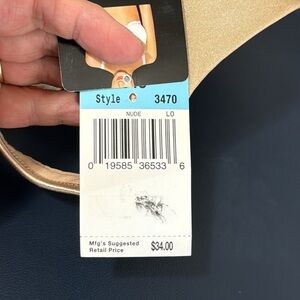 Style 3470
NUDE LO
0 19585 36533 6
Mfg's Suggested
Retail Price $34.00